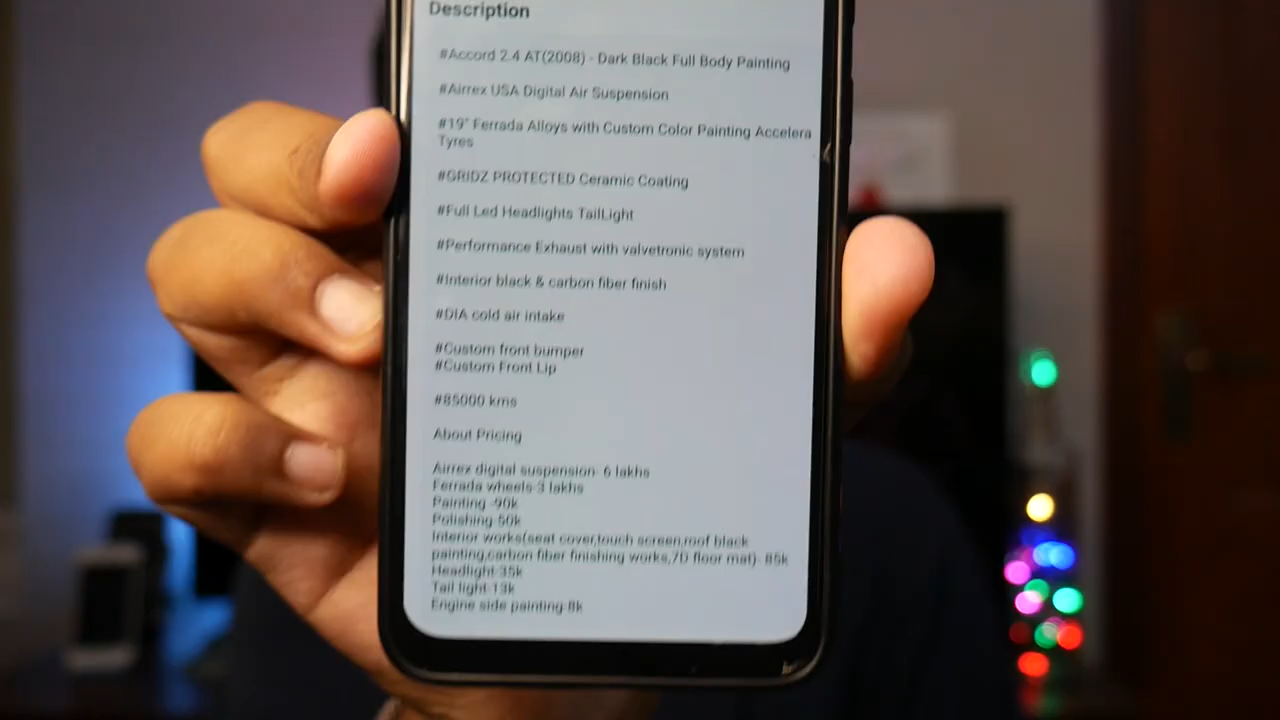 Description
#Accord 2.4 AT(2008) - Dark Black Full Body Painting
#Airrex USA Digital Air Suspension
#19" Ferrada Alloys with Custom Color Painting Accelera
Tyres
#GRIDZ PROTECTED Ceramic Coating
#Full Led Headlights TailLight
#Performance Exhaust with valvetronic system
#Interior black & carbon fiber finish
#DIA cold air intake
#Custom front bumper
#Custom Front Lip
#85000 kms
About Pricing
Airrex digital suspension- 6 lakhs
Ferrada wheels-3 lakhs
Painting -90k
Polishing-50k
Interior works(seat cover,touch screen,roof black
painting,carbon fiber finishing works,7D floor mat)- 85k
Headlight-35k
Tail light-13k
Engine side painting-8k